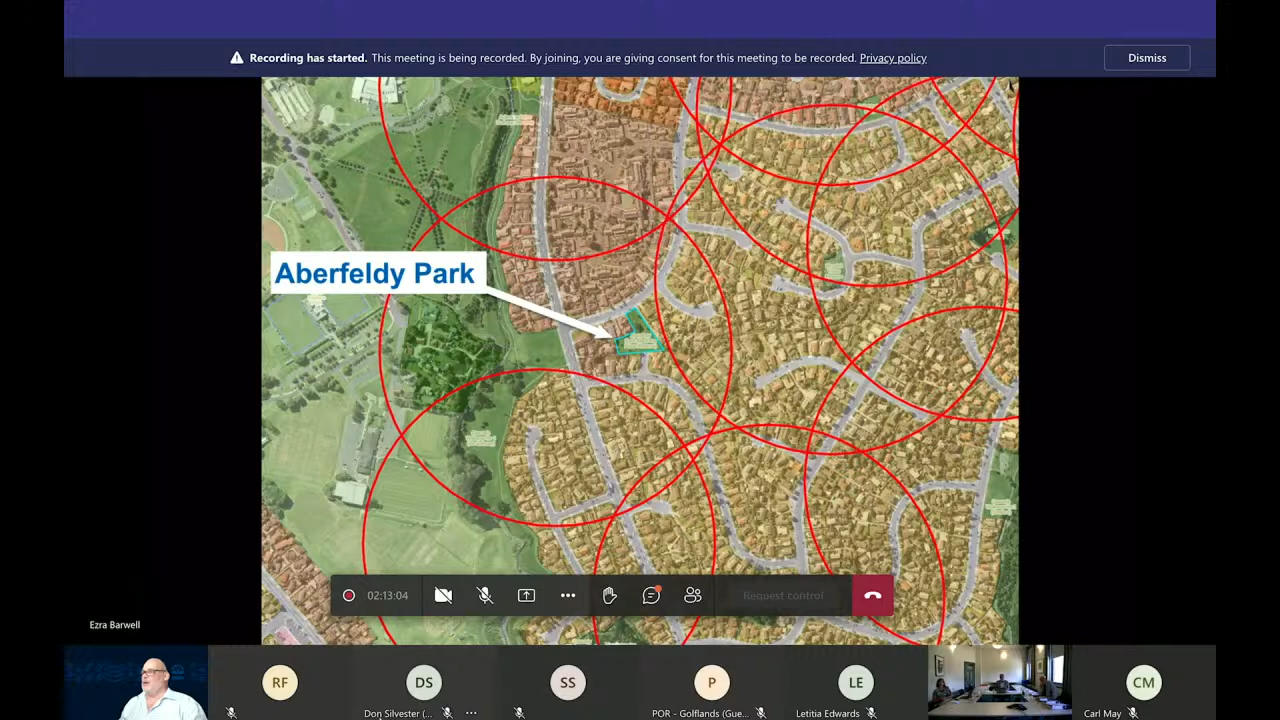 Recording has started. This meeting is being recorded. By joining, you are giving consent for this meeting to be recorded. Privacy policy
Dismiss
Aberfeldy Park
02:13:04
Request control
Ezra Barwell
RF
DS
SS
P
LE
CM
Don Silvester (...
POR - Golflands (Gue...
Letitia Edwards
Carl May